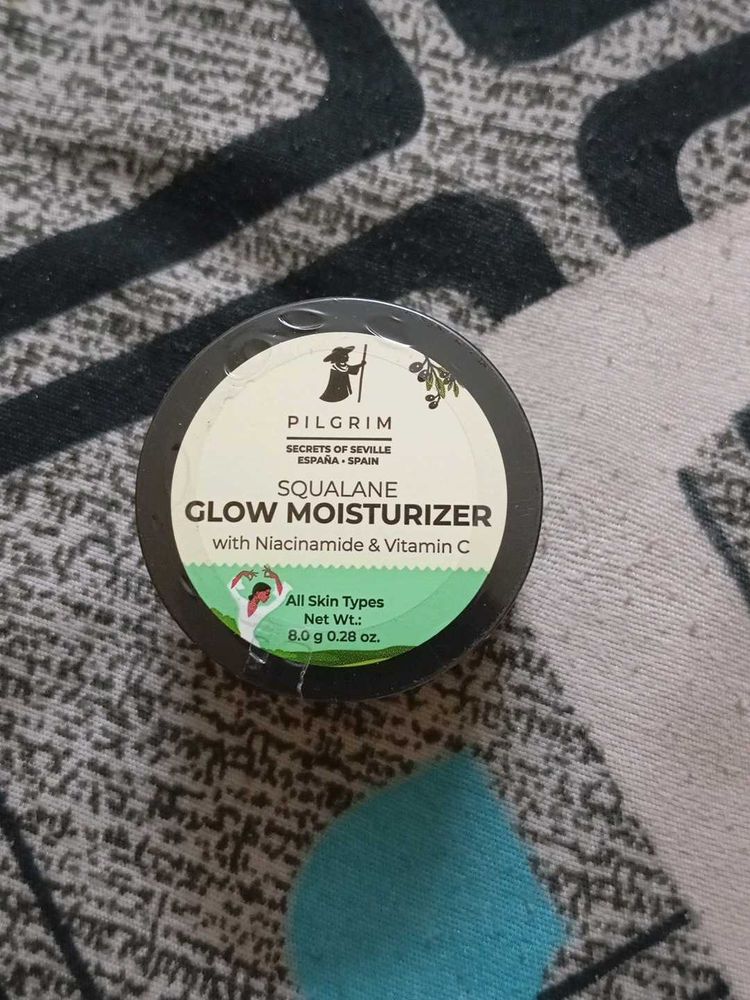 PILGRIM
SECRETS OF SEVILLE
ESPAÑA • SPAIN
SQUALANE
GLOW MOISTURIZER
with Niacinamide & Vitamin C
All Skin Types
Net Wt.:
8.0 g 0.28 oz.